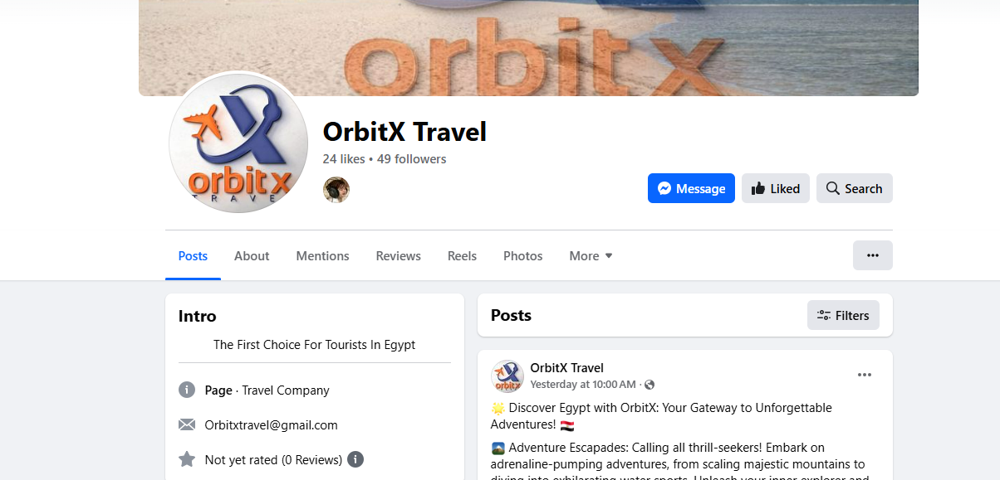 orbit x
orbit x
TRAVEL
OrbitX Travel
24 likes • 49 followers
Message
Liked
Search
Posts
About
Mentions
Reviews
Reels
Photos
More
Intro
The First Choice For Tourists In Egypt
Page · Travel Company
Orbitxtravel@gmail.com
Not yet rated (0 Reviews)
Posts
Filters
orbit x
OrbitX Travel
Yesterday at 10:00 AM ·
🌟 Discover Egypt with OrbitX: Your Gateway to Unforgettable
Adventures! 🇪🇬
🏞️ Adventure Escapades: Calling all thrill-seekers! Embark on
adrenaline-pumping adventures, from scaling majestic mountains to
diving into exhilarating water sports. Unleash your inner explorer and